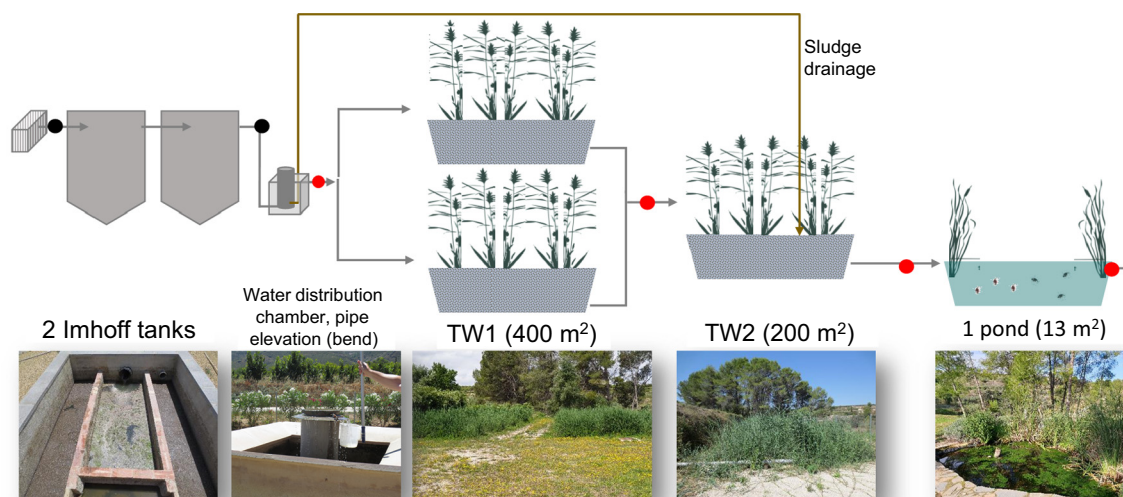 Sludge
drainage
Water distribution
chamber, pipe
elevation (bend)
2 Imhoff tanks
TW1 (400 m²)
TW2 (200 m²)
1 pond (13 m²)